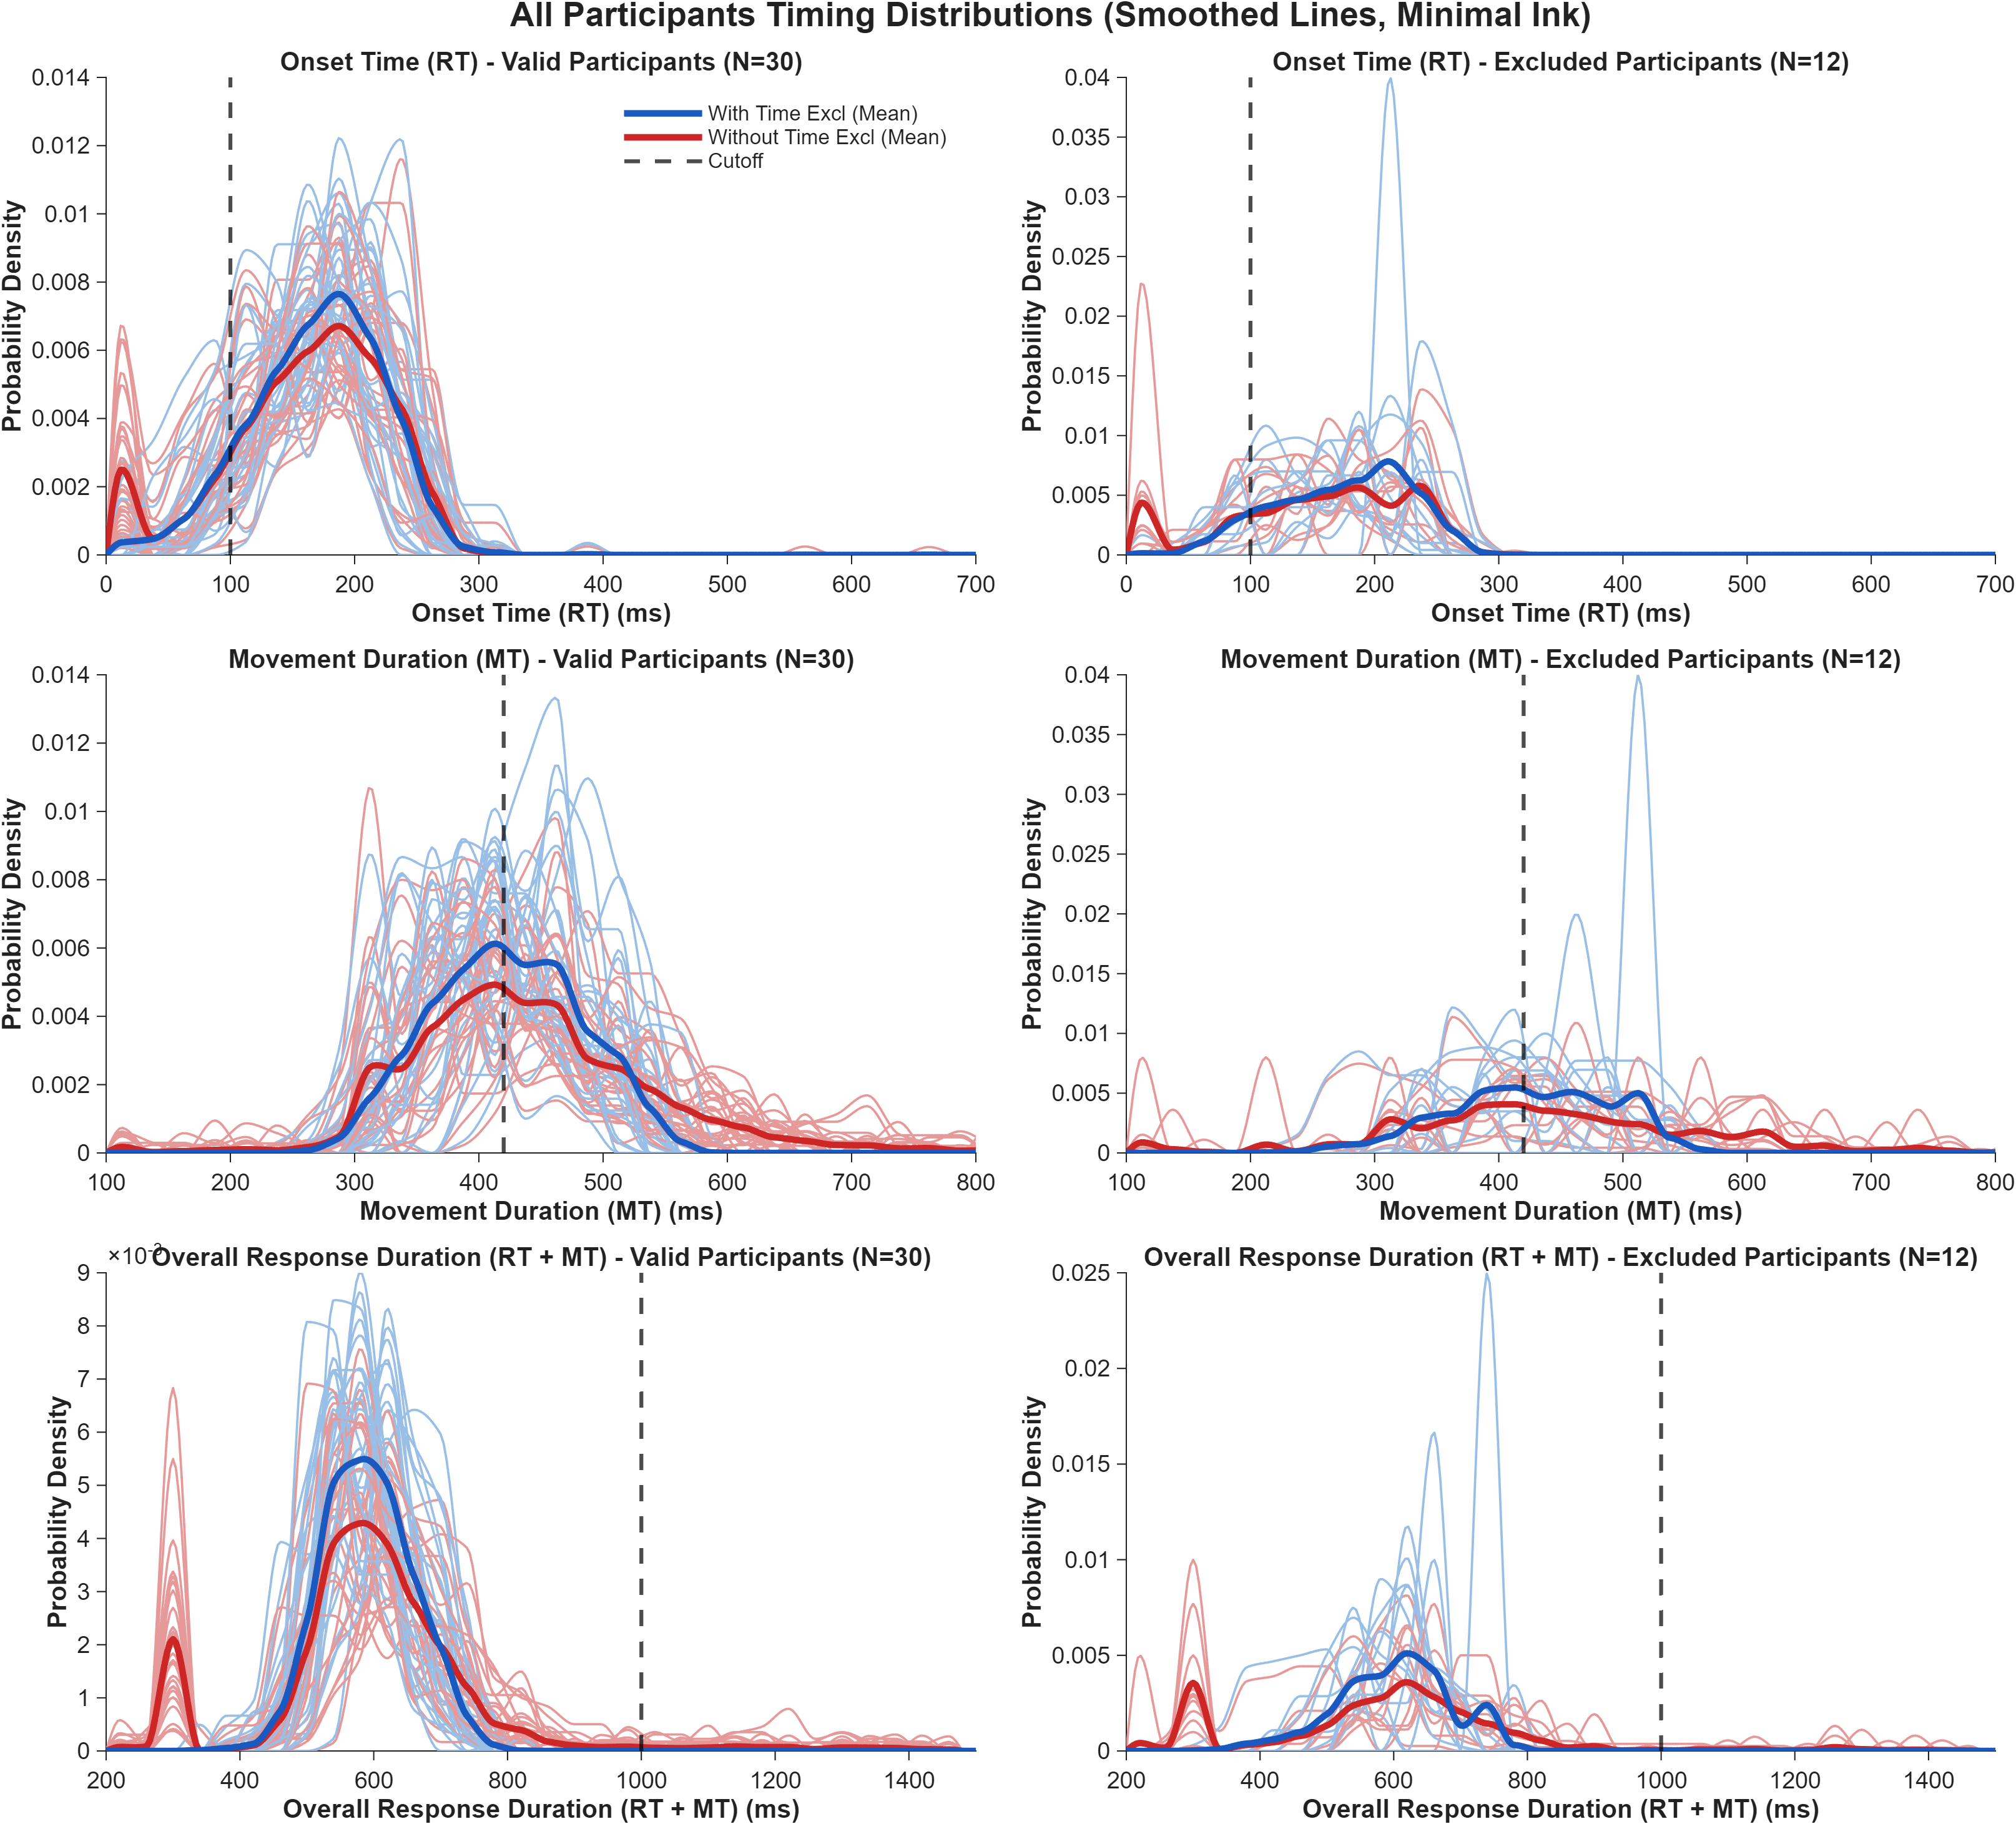 All Participants Timing Distributions (Smoothed Lines, Minimal Ink)
Onset Time (RT) - Valid Participants (N=30)
0.014
0.012
0.01
0.008
0.006
0.004
0.002
0
Probability Density
With Time Excl (Mean)
Without Time Excl (Mean)
Cutoff
0 100 200 300 400 500 600 700
Onset Time (RT) (ms)
Onset Time (RT) - Excluded Participants (N=12)
0.04
0.035
0.03
0.025
0.02
0.015
0.01
0.005
0
Probability Density
0 100 200 300 400 500 600 700
Onset Time (RT) (ms)
Movement Duration (MT) - Valid Participants (N=30)
0.014
0.012
0.01
0.008
0.006
0.004
0.002
0
Probability Density
100 200 300 400 500 600 700 800
Movement Duration (MT) (ms)
Movement Duration (MT) - Excluded Participants (N=12)
0.04
0.035
0.03
0.025
0.02
0.015
0.01
0.005
0
Probability Density
100 200 300 400 500 600 700 800
Movement Duration (MT) (ms)
×10⁻³
Overall Response Duration (RT + MT) - Valid Participants (N=30)
9
8
7
6
5
4
3
2
1
0
Probability Density
200 400 600 800 1000 1200 1400
Overall Response Duration (RT + MT) (ms)
Overall Response Duration (RT + MT) - Excluded Participants (N=12)
0.025
0.02
0.015
0.01
0.005
0
Probability Density
200 400 600 800 1000 1200 1400
Overall Response Duration (RT + MT) (ms)